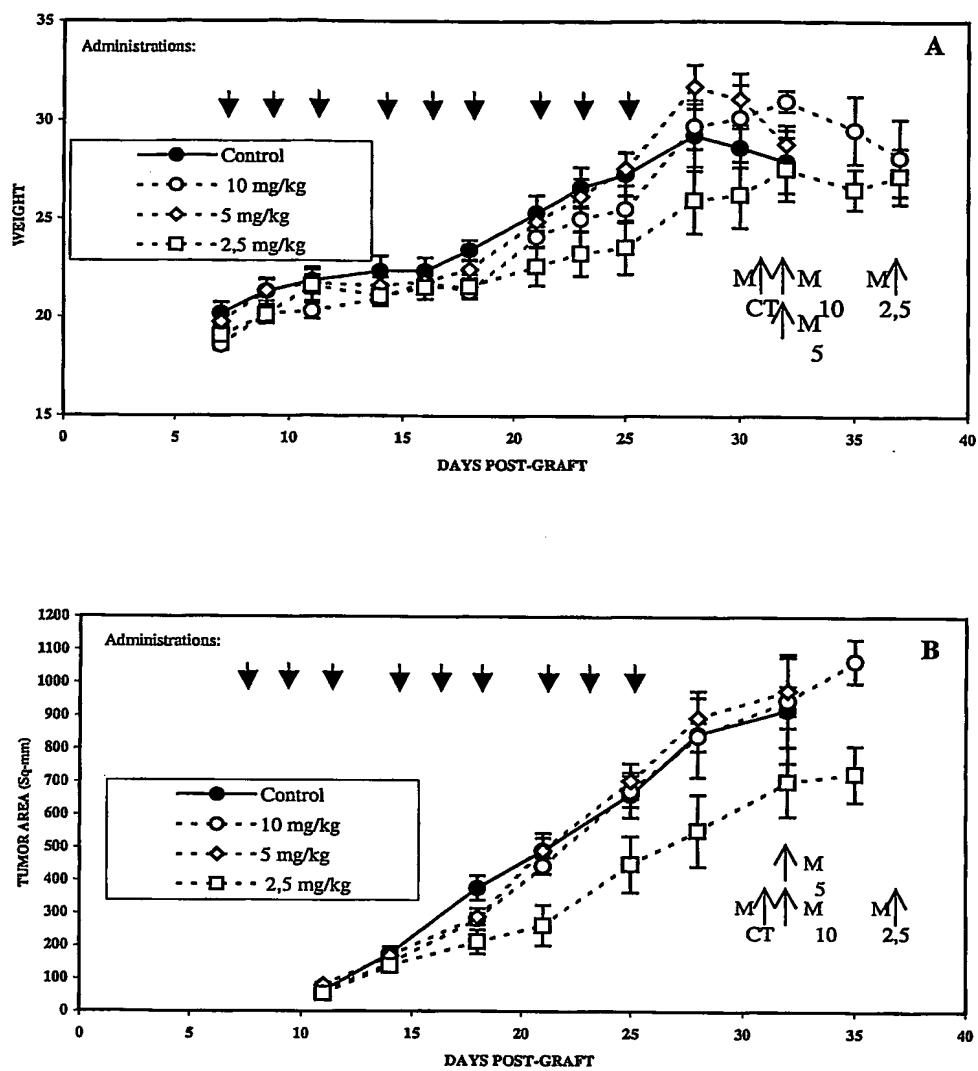 35
A
Administrations:
30
Control
10 mg/kg
5 mg/kg
2,5 mg/kg
WEIGHT
25
20
M M M
CT 10 2,5
M
5
15
0 5 10 15 20 25 30 35 40
DAYS POST-GRAFT
1200
Administrations:
B
1100
1000
900
800
700
Control
10 mg/kg
5 mg/kg
2,5 mg/kg
TUMOR AREA (Sq-mm)
600
500
400
M
5
300
M M M
CT 10 2,5
200
100
0
0 5 10 15 20 25 30 35 40
DAYS POST-GRAFT